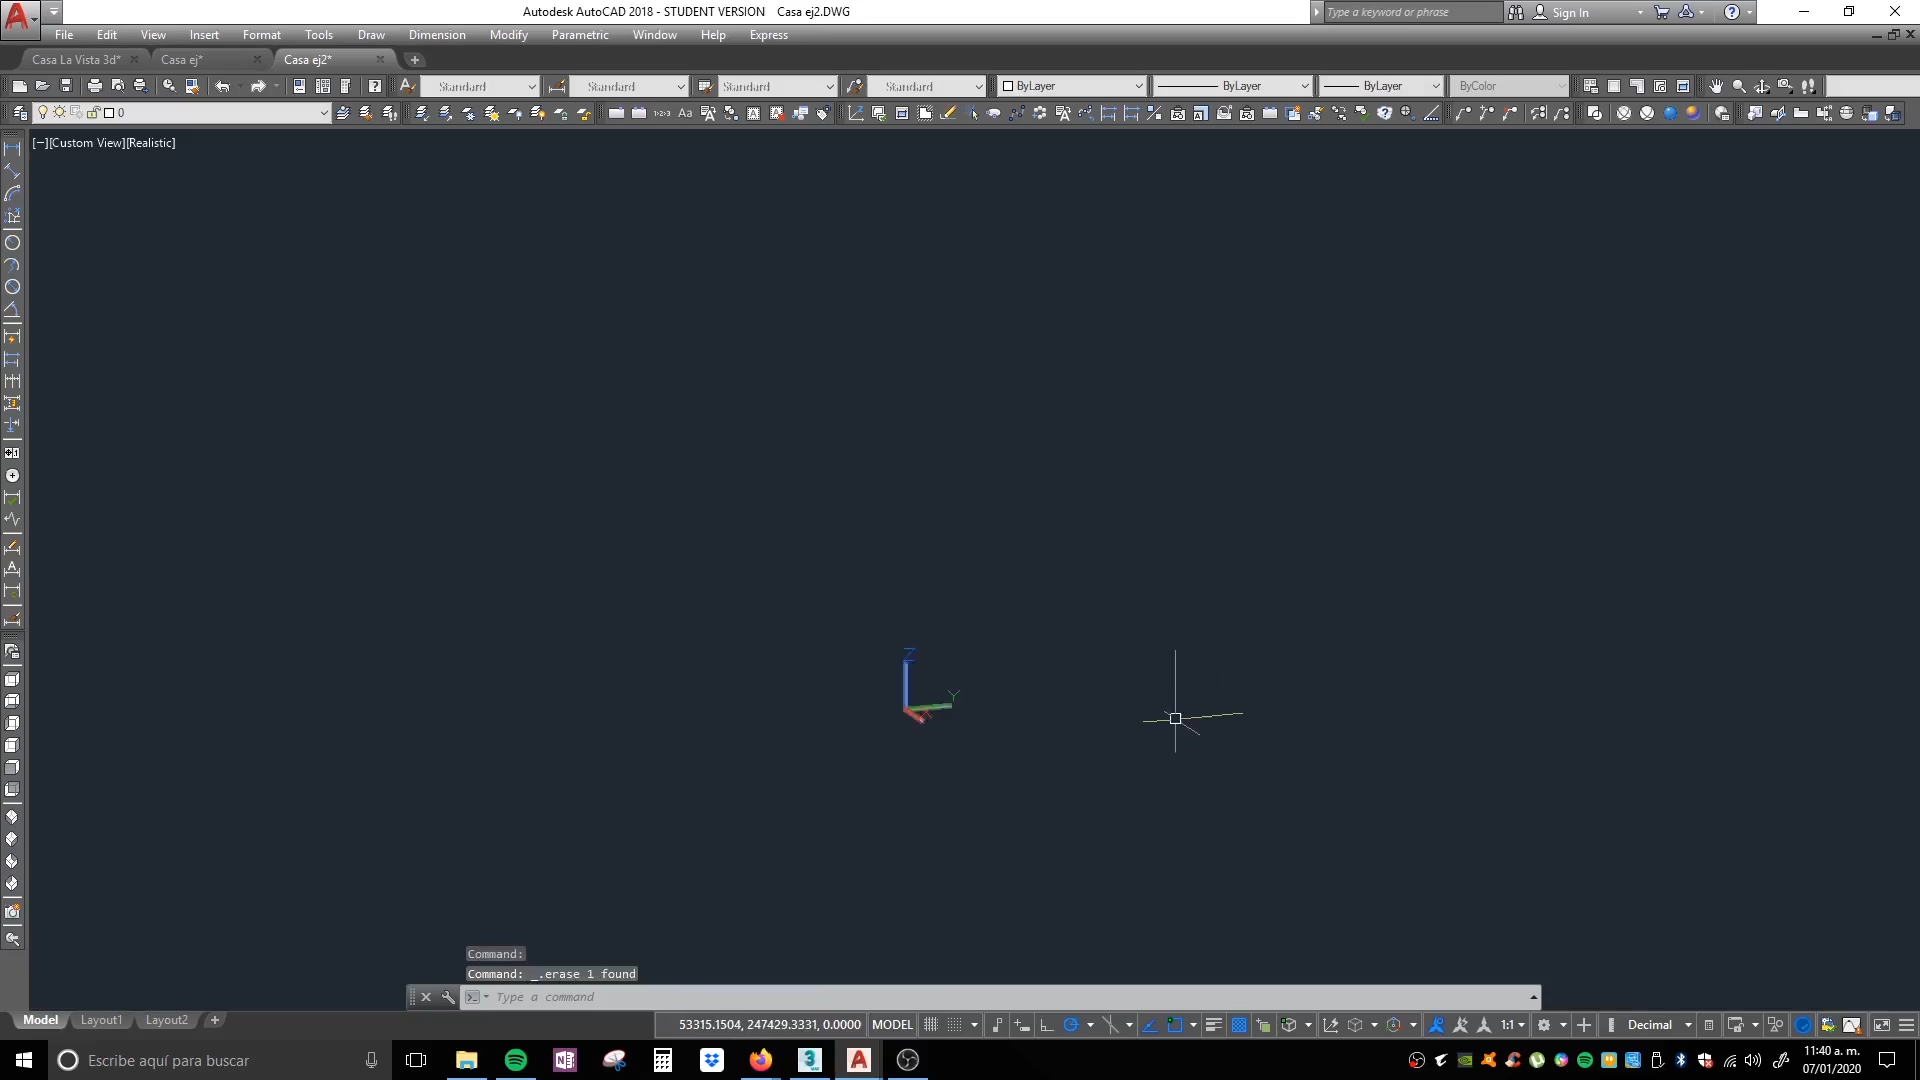 Autodesk AutoCAD 2018 - STUDENT VERSION    Casa ej2.DWG
Type a keyword or phrase
Sign In
File Edit View Insert Format Tools Draw Dimension Modify Parametric Window Help Express
Casa La Vista 3d* Casa ej* Casa ej2*
Standard Standard Standard Standard ByLayer ByLayer ByLayer ByColor
0
[−][Custom View][Realistic]
Z
Y
X
Command:
Command: _.erase 1 found
Type a command
Model Layout1 Layout2
53315.1504, 247429.3331, 0.0000 MODEL 1:1 Decimal
Escribe aquí para buscar
11:40 a. m.
07/01/2020